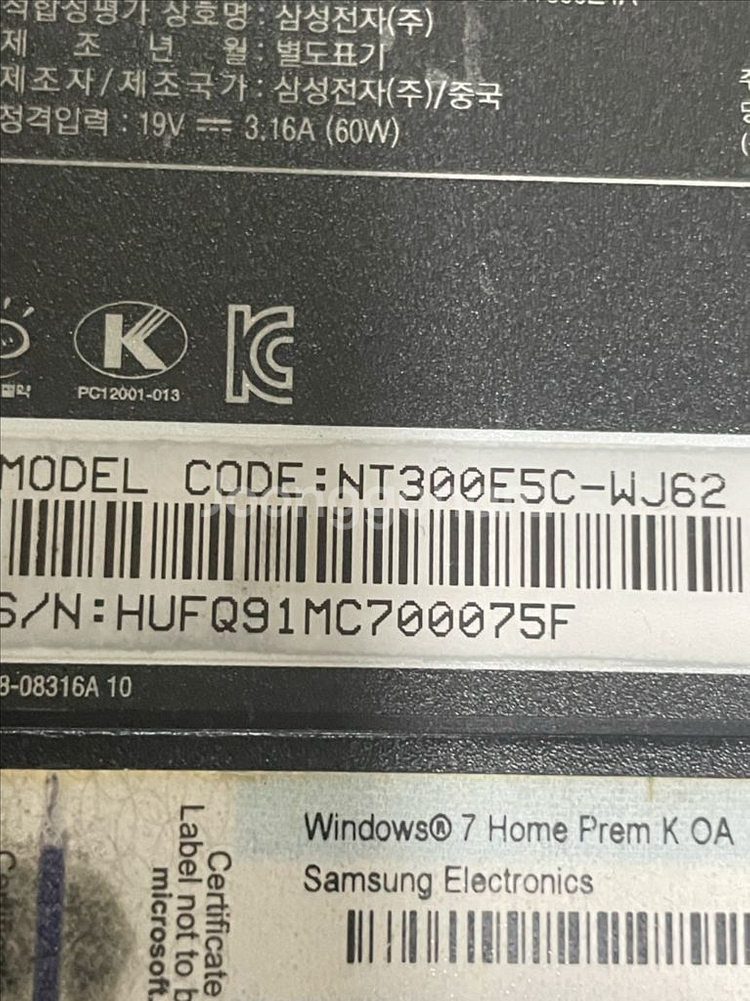 적합성평가 상호명 : 삼성전자(주)
제 조 년 월 : 별도표기
제조자/제조국가 : 삼성전자(주)/중국
정격입력 : 19V ⎓ 3.16A (60W)
K
PC12001-013
MODEL CODE:NT300E5C-WJ62
S/N:HUFQ91MC700075F
8-08316A 10
Windows® 7 Home Prem K OA
Samsung Electronics
Certificate
Label not to b
microsoft.